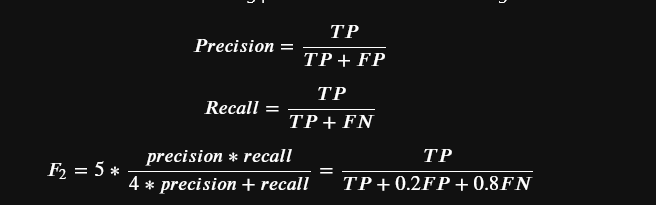 Precision = TP / (TP + FP)
Recall = TP / (TP + FN)
F₂ = 5 * (precision * recall) / (4 * precision + recall) = TP / (TP + 0.2FP + 0.8FN)